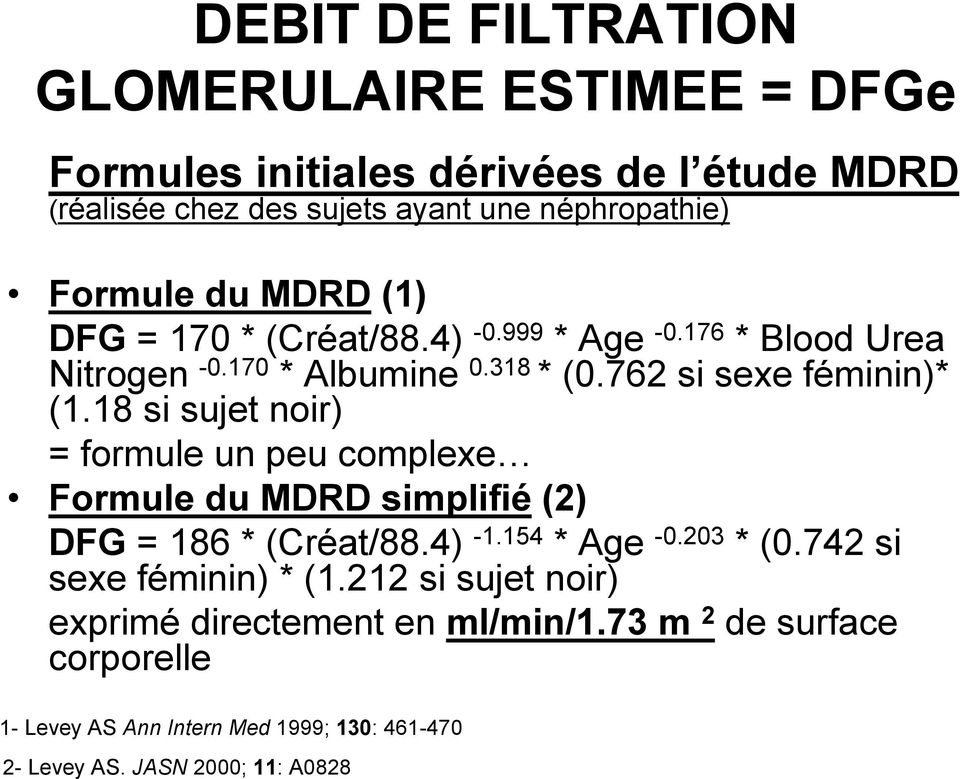 DEBIT DE FILTRATION
GLOMERULAIRE ESTIMEE = DFGe
Formules initiales dérivées de l ’étude MDRD
(réalisée chez des sujets ayant une néphropathie)
• Formule du MDRD (1)
DFG = 170 * (Créat/88.4) -0.999 * Age -0.176 * Blood Urea
Nitrogen -0.170 * Albumine 0.318 * (0.762 si sexe féminin)*
(1.18 si sujet noir)
= formule un peu complexe…
• Formule du MDRD simplifié (2)
DFG = 186 * (Créat/88.4) -1.154 * Age -0.203 * (0.742 si
sexe féminin) * (1.212 si sujet noir)
exprimé directement en ml/min/1.73 m 2 de surface
corporelle
1- Levey AS Ann Intern Med 1999; 130: 461-470
2- Levey AS. JASN 2000; 11: A0828